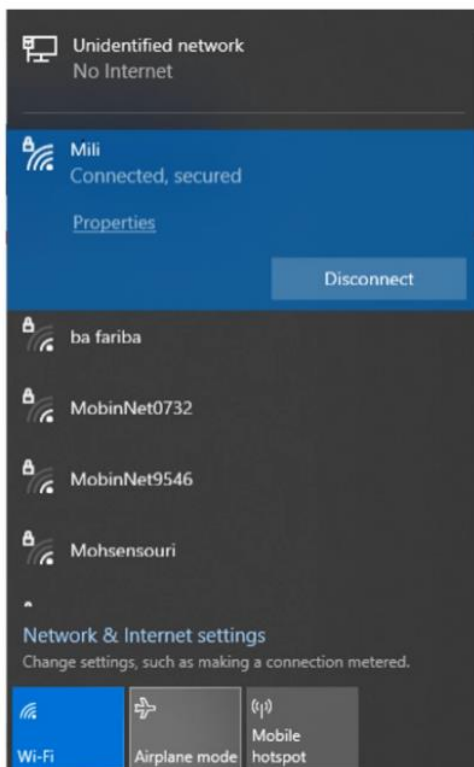 Unidentified network
No Internet
Mili
Connected, secured
Properties
Disconnect
ba fariba
MobinNet0732
MobinNet9546
Mohsensouri
Network & Internet settings
Change settings, such as making a connection metered.
Wi-Fi
Airplane mode
Mobile
hotspot